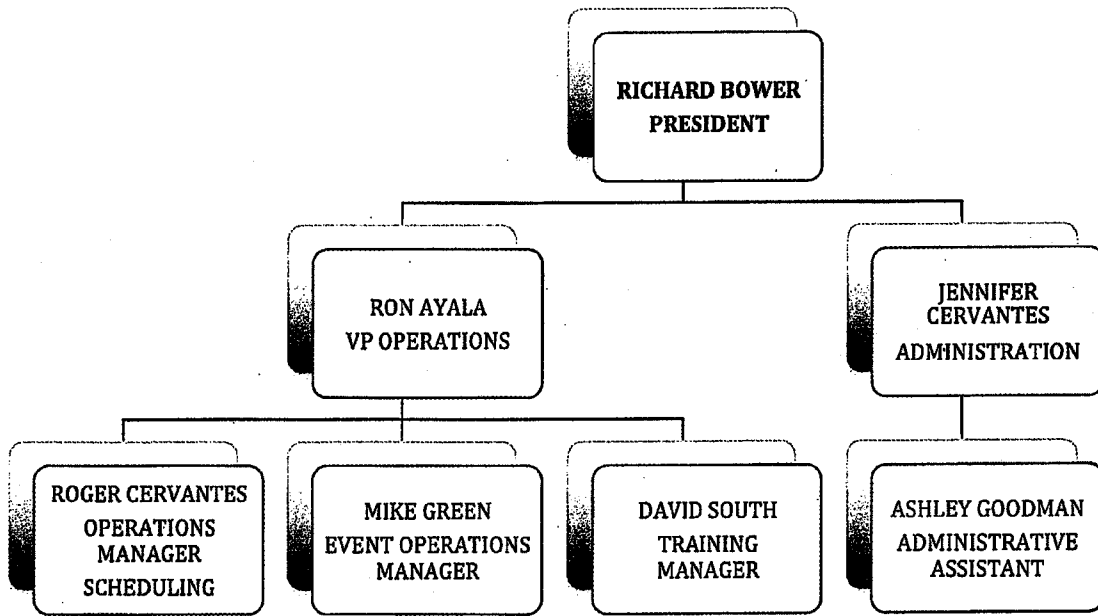 RICHARD BOWER
PRESIDENT
RON AYALA
VP OPERATIONS
JENNIFER
CERVANTES
ADMINISTRATION
ROGER CERVANTES
OPERATIONS
MANAGER
SCHEDULING
MIKE GREEN
EVENT OPERATIONS
MANAGER
DAVID SOUTH
TRAINING
MANAGER
ASHLEY GOODMAN
ADMINISTRATIVE
ASSISTANT